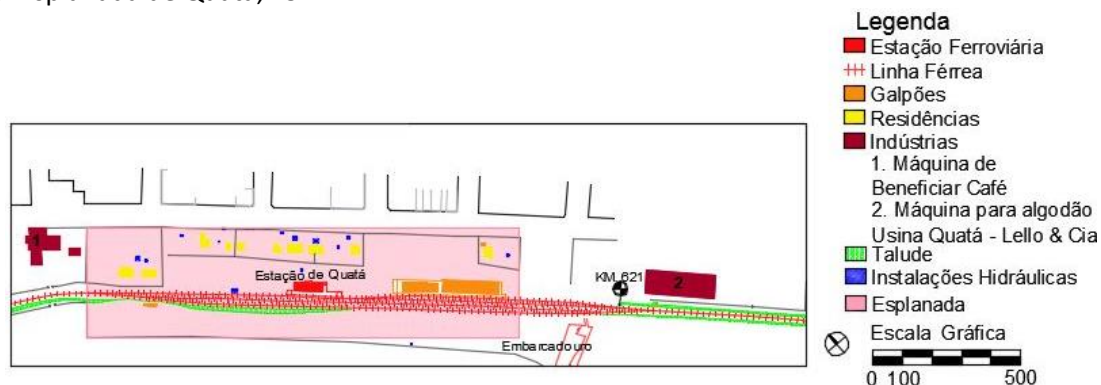 Legenda
Estação Ferroviária
Linha Férrea
Galpões
Residências
Indústrias
1. Máquina de
Beneficiar Café
2. Máquina para algodão
Usina Quatá - Lello & Cia
Talude
Instalações Hidráulicas
Esplanada
Escala Gráfica
0 100 500
1
Estação de Quatá
KM 621
2
Embarcadouro